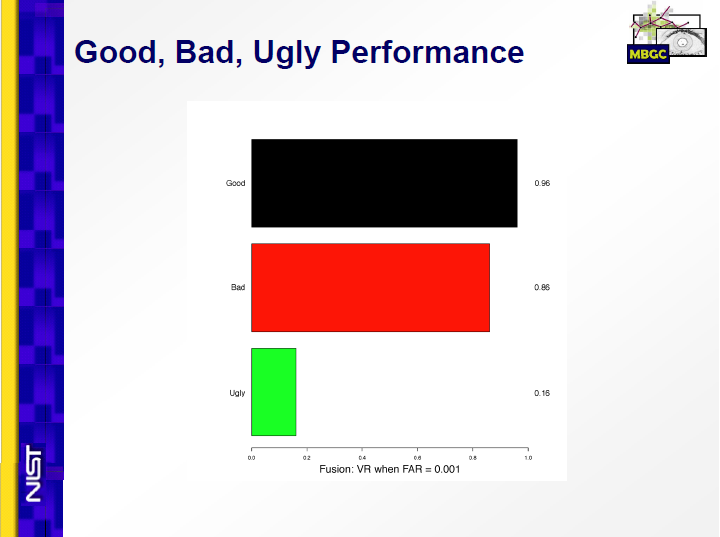 Good, Bad, Ugly Performance
MBGC
Good
0.96
Bad
0.86
Ugly
0.16
0.0 0.2 0.4 0.6 0.8 1.0
Fusion: VR when FAR = 0.001
NIST